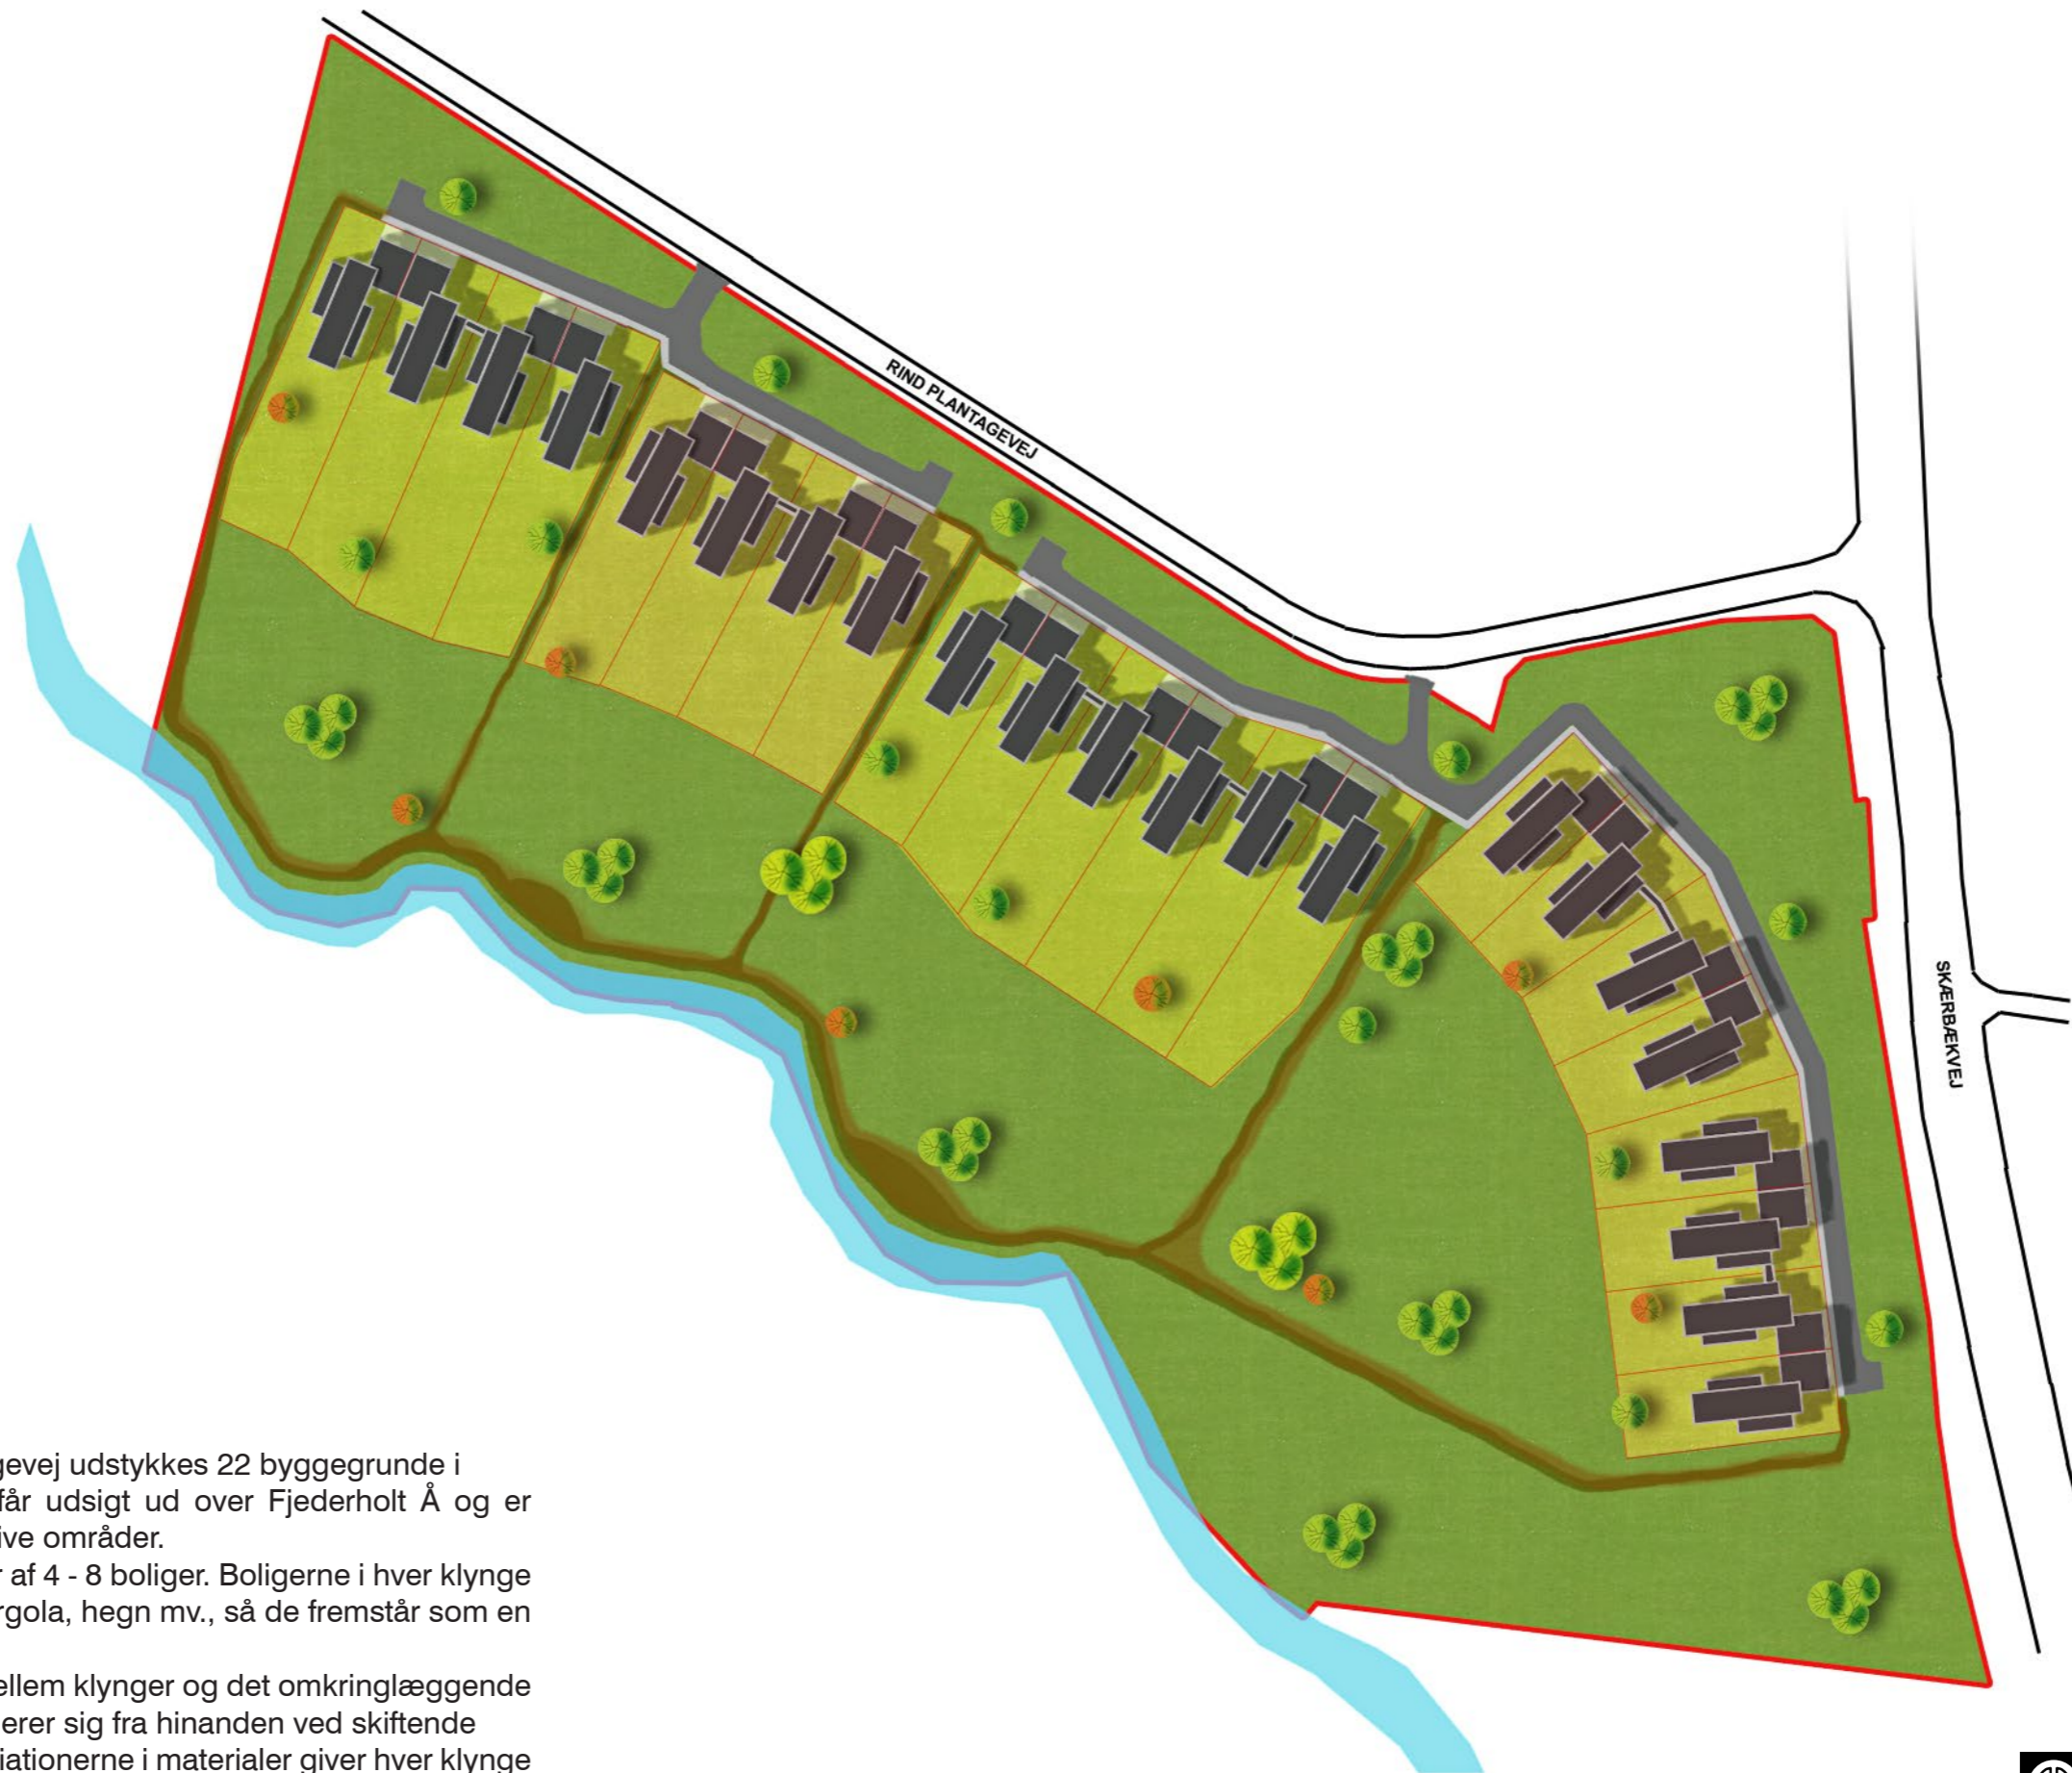 RIND PLANTAGEVEJ
SKÆRBÆKVEJ
gevej udstykkes 22 byggegrunde i
får udsigt ud over Fjederholt Å og er
ive områder.
r af 4 - 8 boliger. Boligerne i hver klynge
rgola, hegn mv., så de fremstår som en
ellem klynger og det omkringlæggende
erer sig fra hinanden ved skiftende
iationerne i materialer giver hver klynge